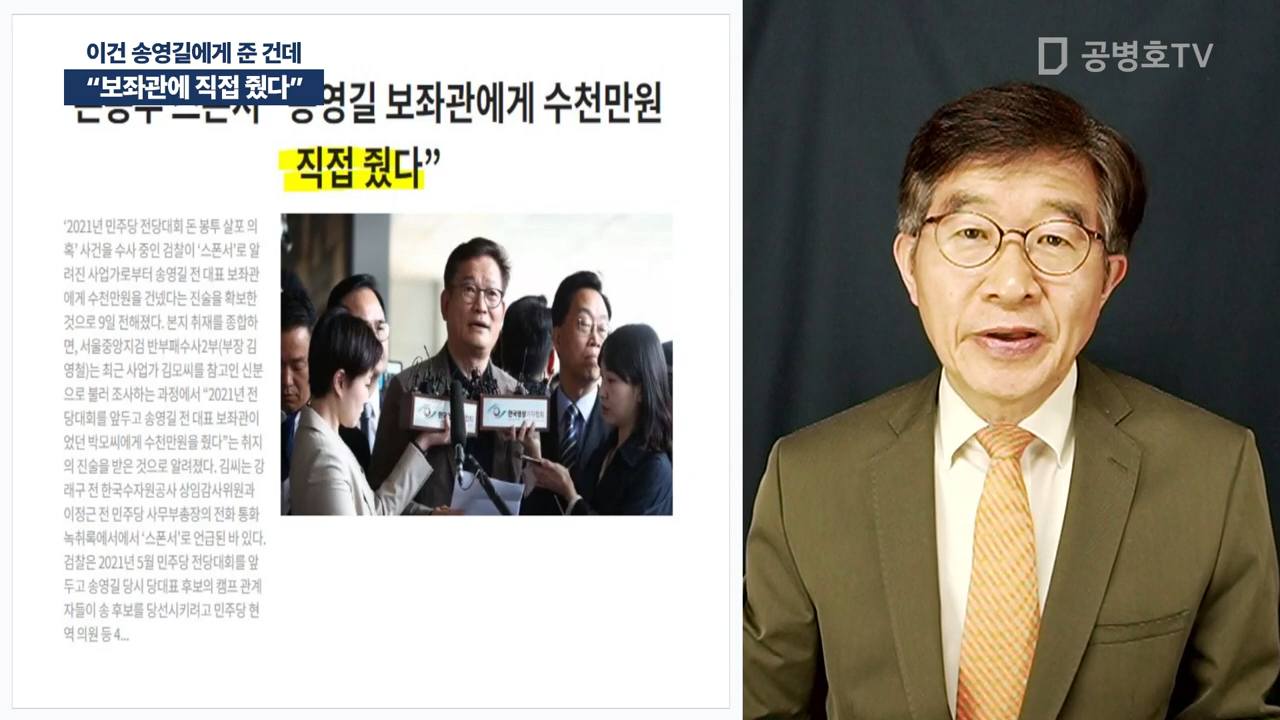 이건 송영길에게 준 건데
“보좌관에 직접 줬다”
공병호TV
송영길 보좌관에게 수천만원
직접 줬다”
‘2021년 민주당 전당대회 돈 봉투 살포 의
혹’ 사건을 수사 중인 검찰이 ‘스폰서’로 알
려진 사업가로부터 송영길 전 대표 보좌관
에게 수천만원을 건넸다는 진술을 확보한
것으로 9일 전해졌다. 본지 취재를 종합하
면, 서울중앙지검 반부패수사2부(부장 김
영철)는 최근 사업가 김모씨를 참고인 신분
으로 불러 조사하는 과정에서 “2021년 전
당대회를 앞두고 송영길 전 대표 보좌관이
었던 박모씨에게 수천만원을 줬다”는 취지
의 진술을 받은 것으로 알려졌다. 김씨는 강
래구 전 한국수자원공사 상임감사위원과
이정근 전 민주당 사무부총장의 전화 통화
녹취록에서에서 ‘스폰서’로 언급된 바 있다.
검찰은 2021년 5월 민주당 전당대회를 앞
두고 송영길 당시 당대표 후보의 캠프 관계
자들이 송 후보를 당선시키려고 민주당 현
역 의원 등 4...
한국영상기자협회